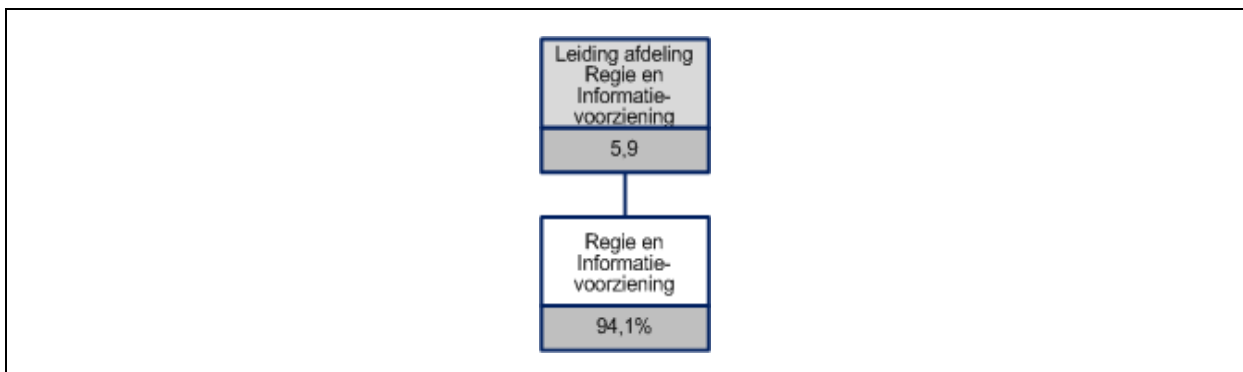 Leiding afdeling
Regie en
Informatie-
voorziening
5,9
Regie en
Informatie-
voorziening
94,1%